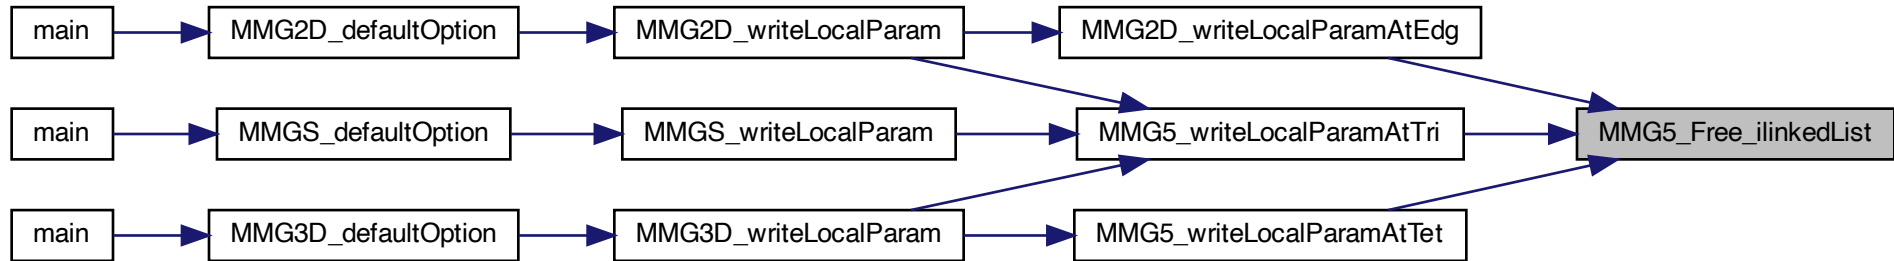 main
MMG2D_defaultOption
MMG2D_writeLocalParam
MMG2D_writeLocalParamAtEdg
main
MMGS_defaultOption
MMGS_writeLocalParam
MMG5_writeLocalParamAtTri
MMG5_Free_ilinkedList
main
MMG3D_defaultOption
MMG3D_writeLocalParam
MMG5_writeLocalParamAtTet